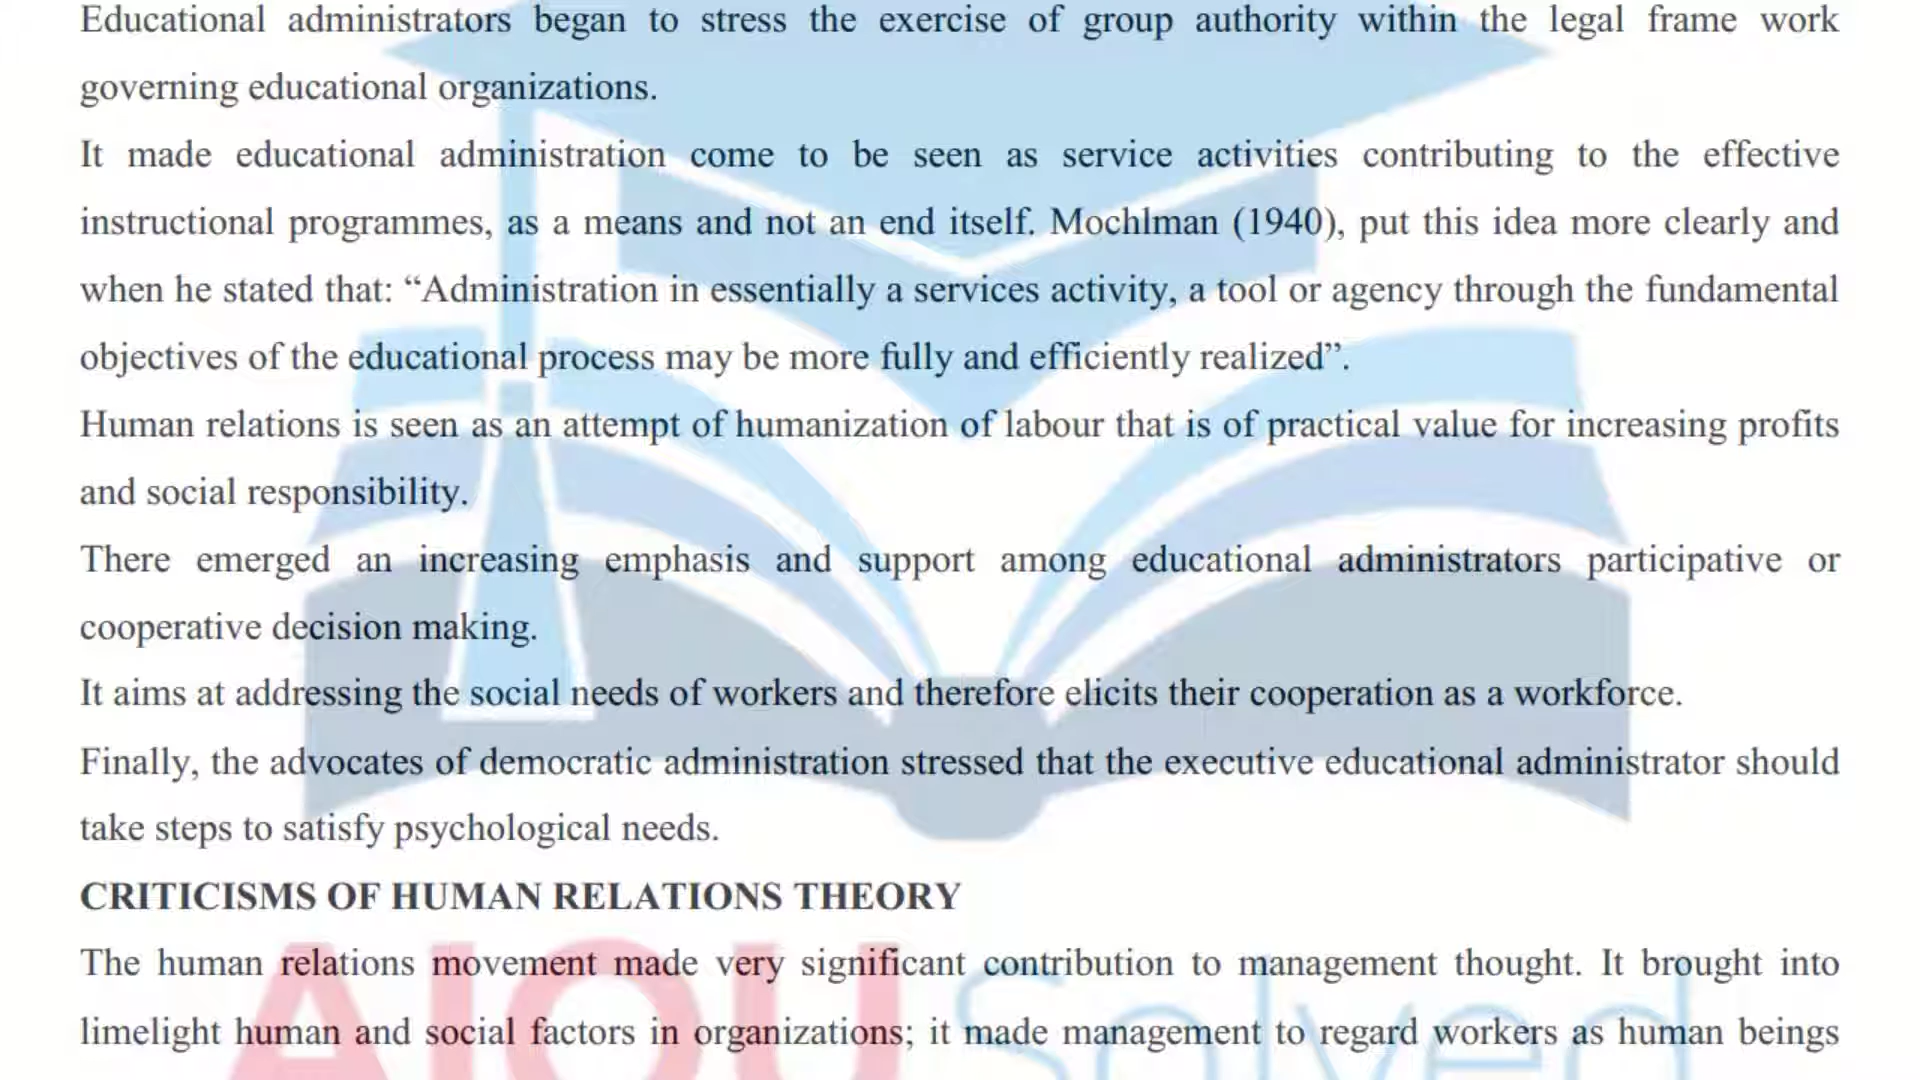 Educational administrators began to stress the exercise of group authority within the legal frame work
governing educational organizations.
It made educational administration come to be seen as service activities contributing to the effective
instructional programmes, as a means and not an end itself. Mochlman (1940), put this idea more clearly and
when he stated that: “Administration in essentially a services activity, a tool or agency through the fundamental
objectives of the educational process may be more fully and efficiently realized”.
Human relations is seen as an attempt of humanization of labour that is of practical value for increasing profits
and social responsibility.
There emerged an increasing emphasis and support among educational administrators participative or
cooperative decision making.
It aims at addressing the social needs of workers and therefore elicits their cooperation as a workforce.
Finally, the advocates of democratic administration stressed that the executive educational administrator should
take steps to satisfy psychological needs.
CRITICISMS OF HUMAN RELATIONS THEORY
The human relations movement made very significant contribution to management thought. It brought into
limelight human and social factors in organizations; it made management to regard workers as human beings
AIOU Solved